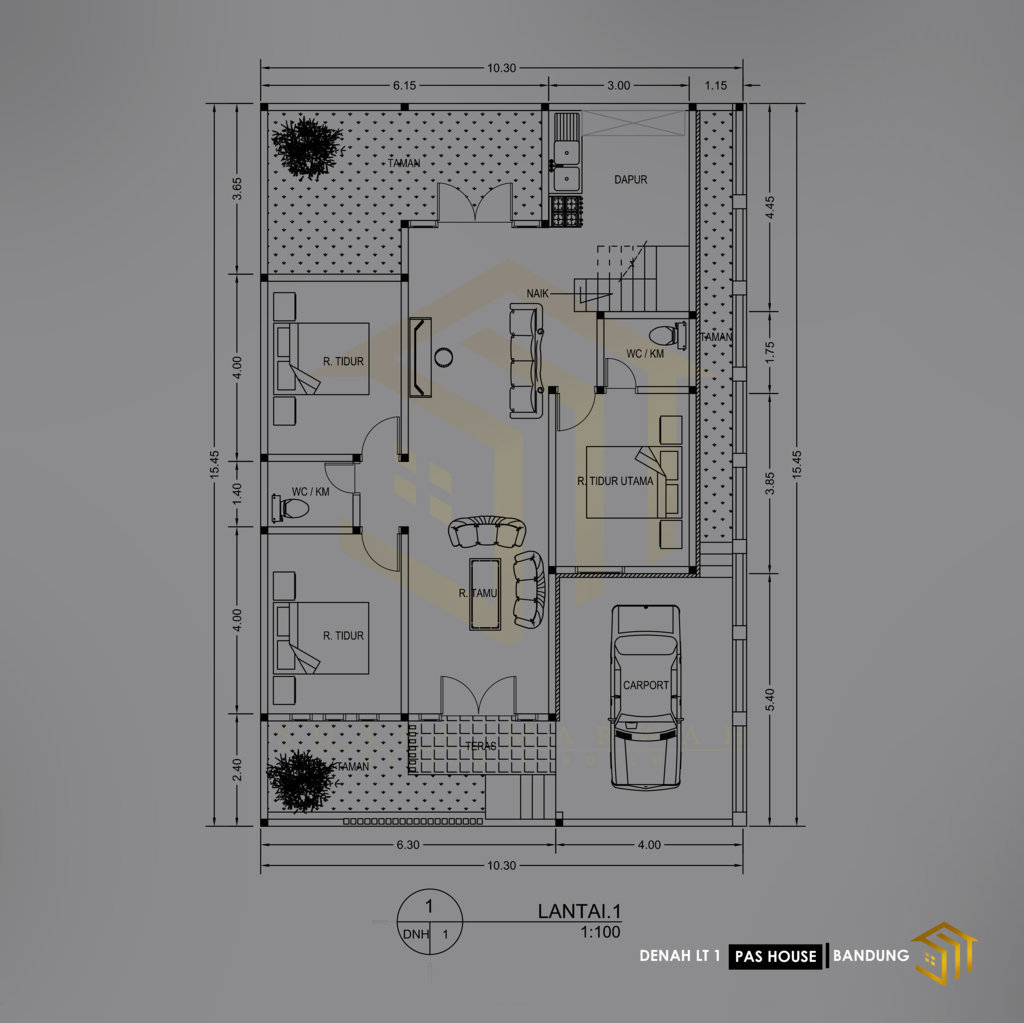 10.30
6.15
3.00
1.15
TAMAN
DAPUR
3.65
4.45
NAIK
TAMAN
WC / KM
1.75
R. TIDUR
4.00
15.45
15.45
WC / KM
1.40
R. TIDUR UTAMA
3.85
R. TAMU
4.00
R. TIDUR
CARPORT
5.40
TERAS
TAMAN
2.40
6.30
4.00
10.30
1
DNH 1
LANTAI.1
1:100
DENAH LT 1 PAS HOUSE BANDUNG